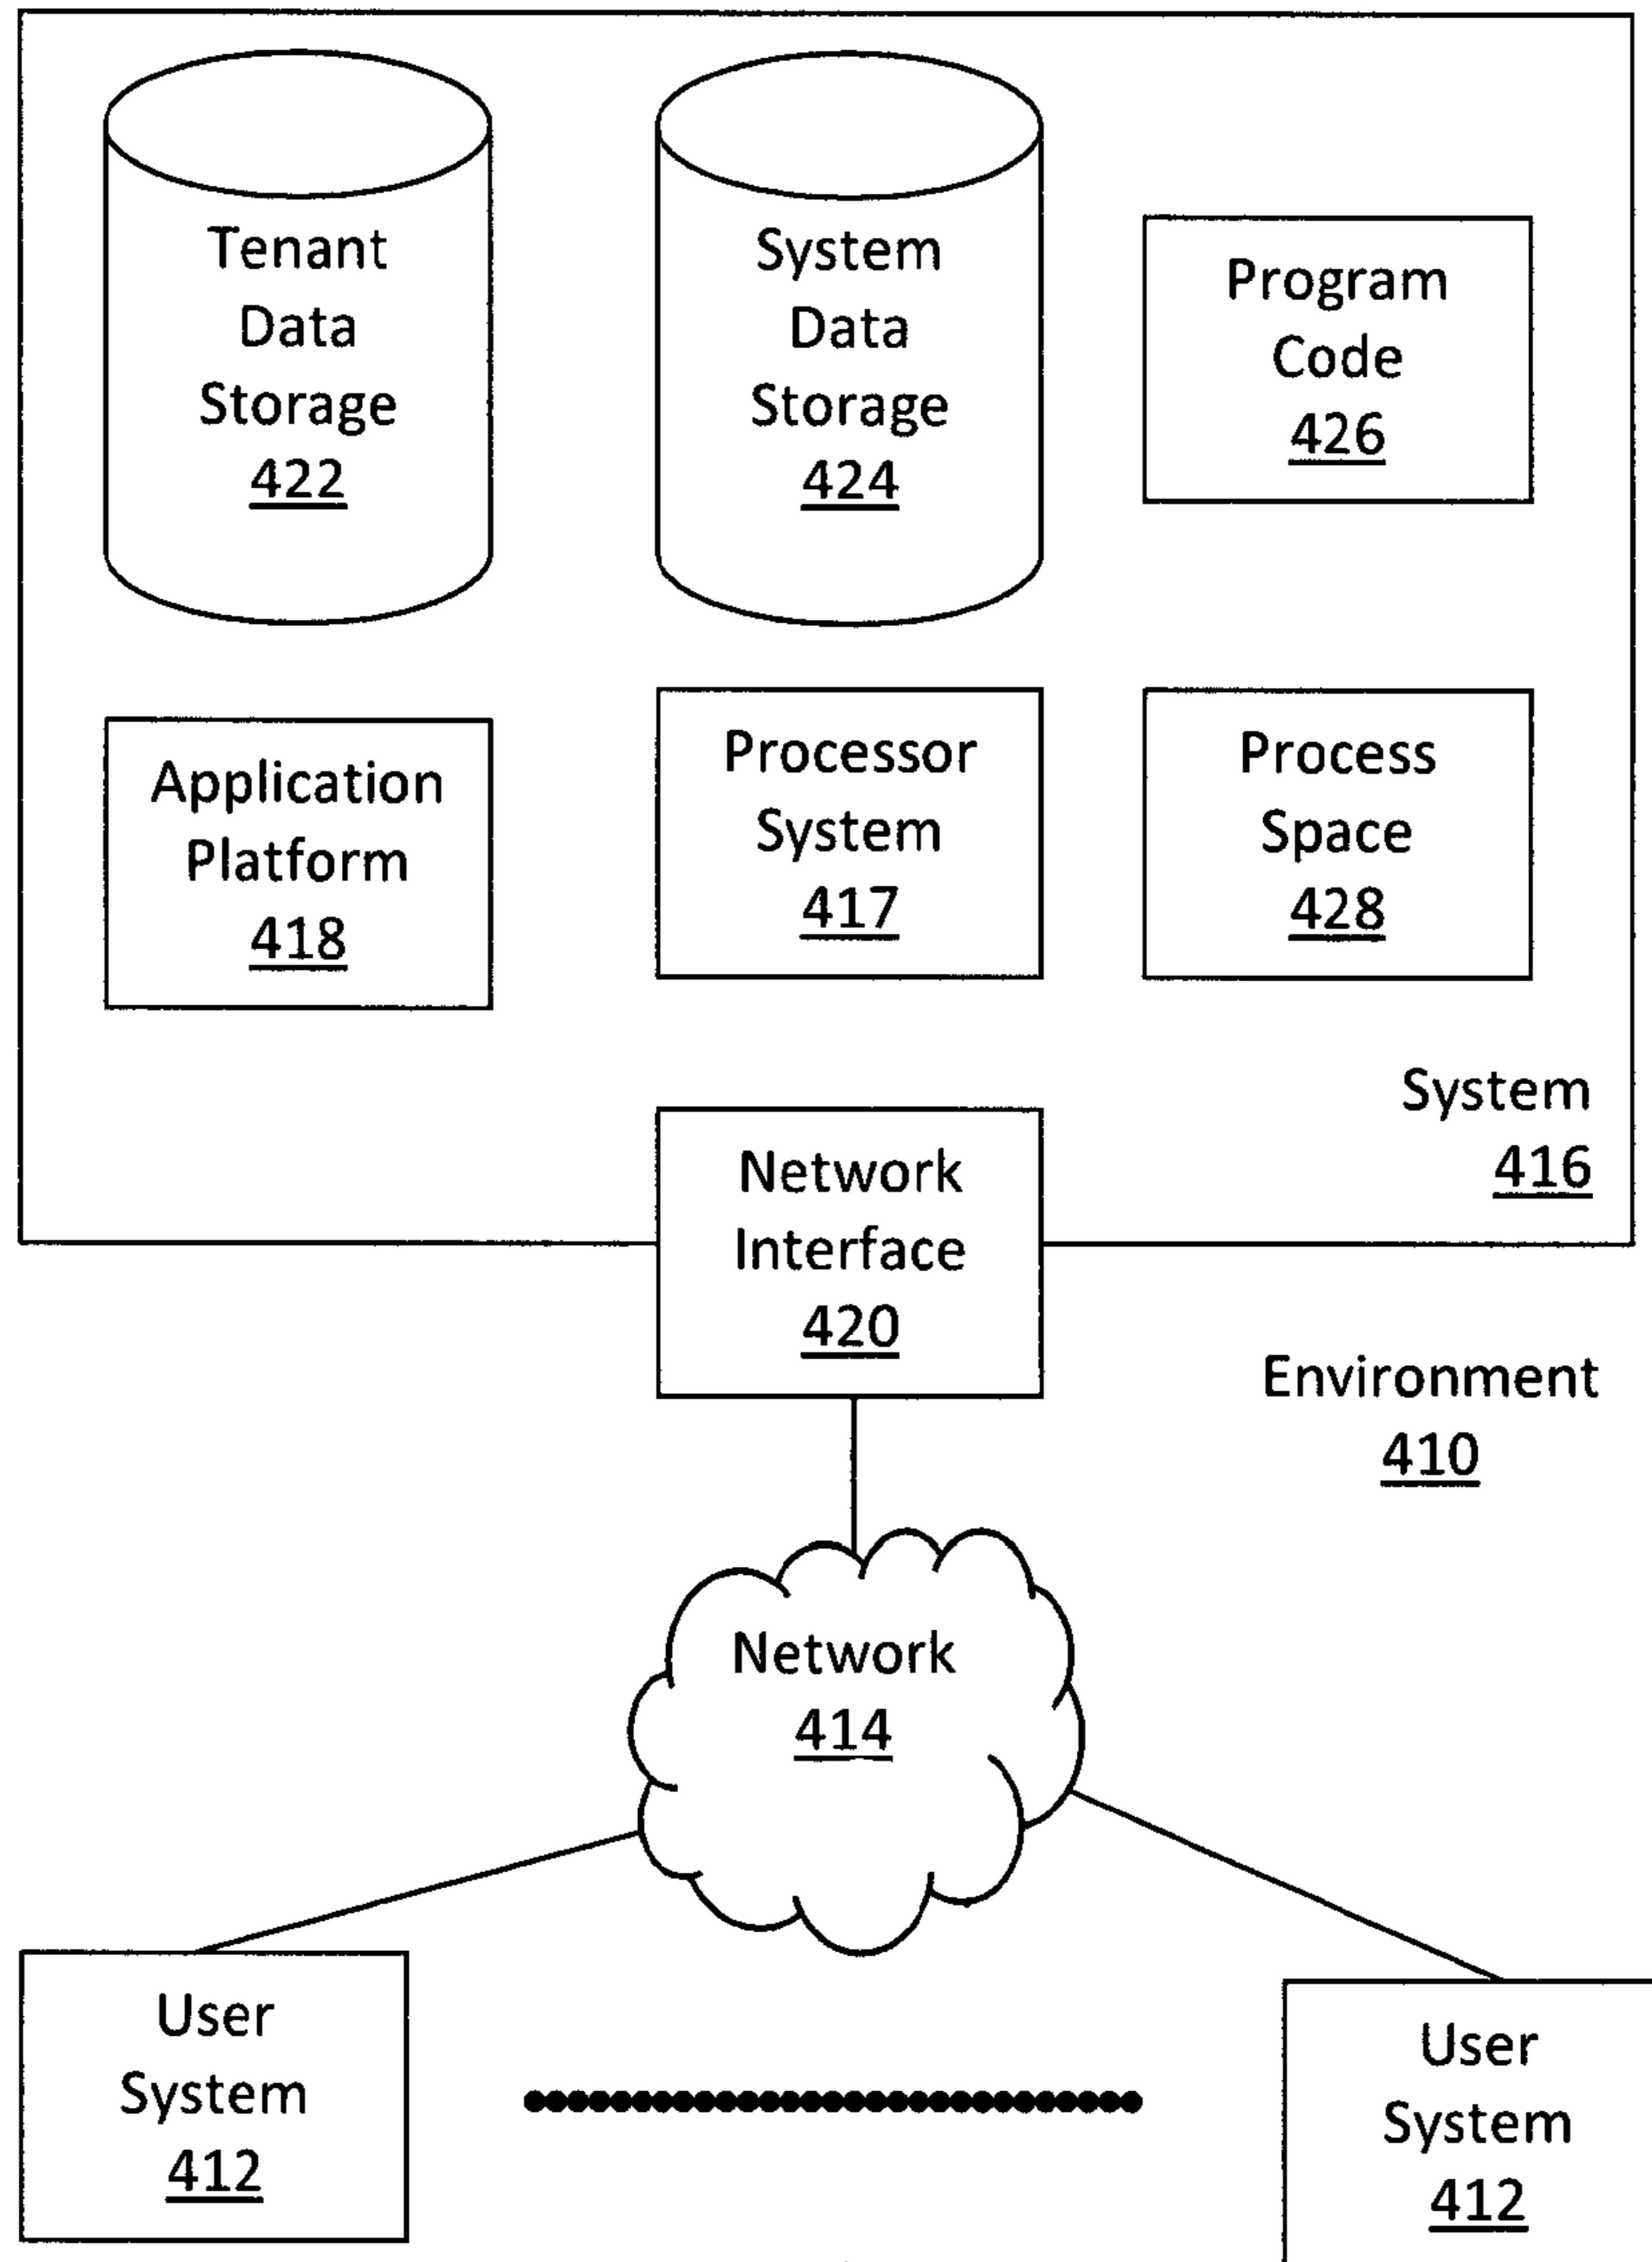 Tenant
Data
Storage
422
System
Data
Storage
424
Program
Code
426
Application
Platform
418
Processor
System
417
Process
Space
428
System
416
Network
Interface
420
Environment
410
Network
414
User
System
412
User
System
412